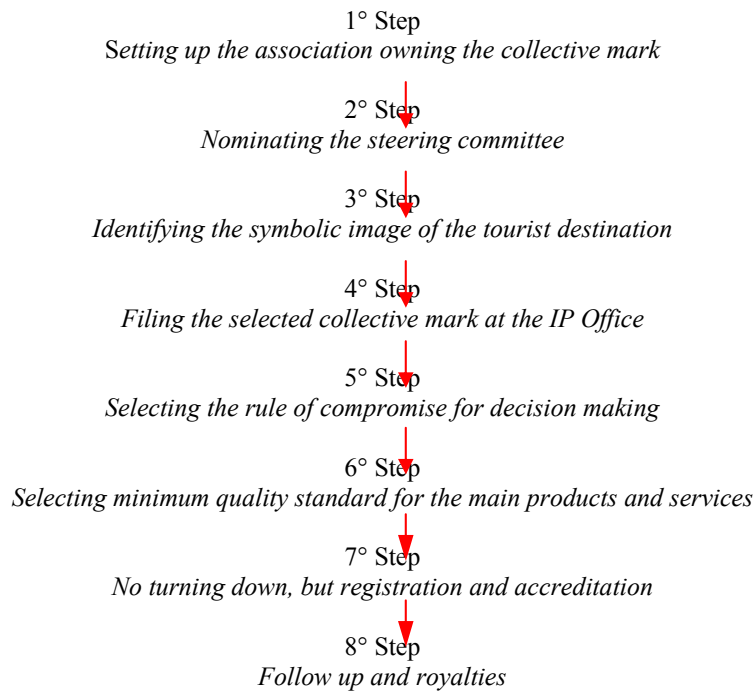 1° Step
Setting up the association owning the collective mark
2° Step
Nominating the steering committee
3° Step
Identifying the symbolic image of the tourist destination
4° Step
Filing the selected collective mark at the IP Office
5° Step
Selecting the rule of compromise for decision making
6° Step
Selecting minimum quality standard for the main products and services
7° Step
No turning down, but registration and accreditation
8° Step
Follow up and royalties